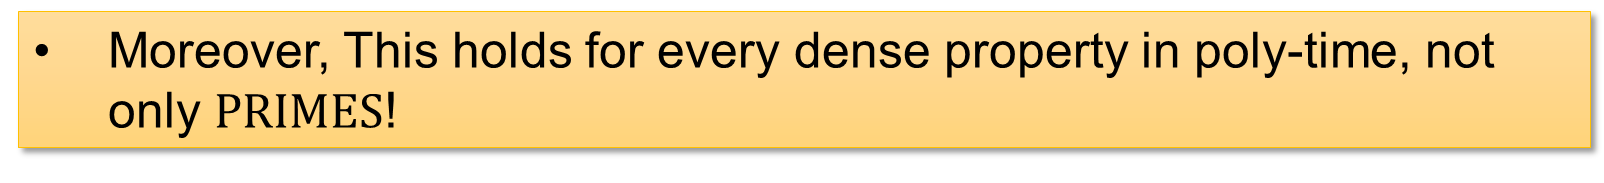 • Moreover, This holds for every dense property in poly-time, not
only PRIMES!